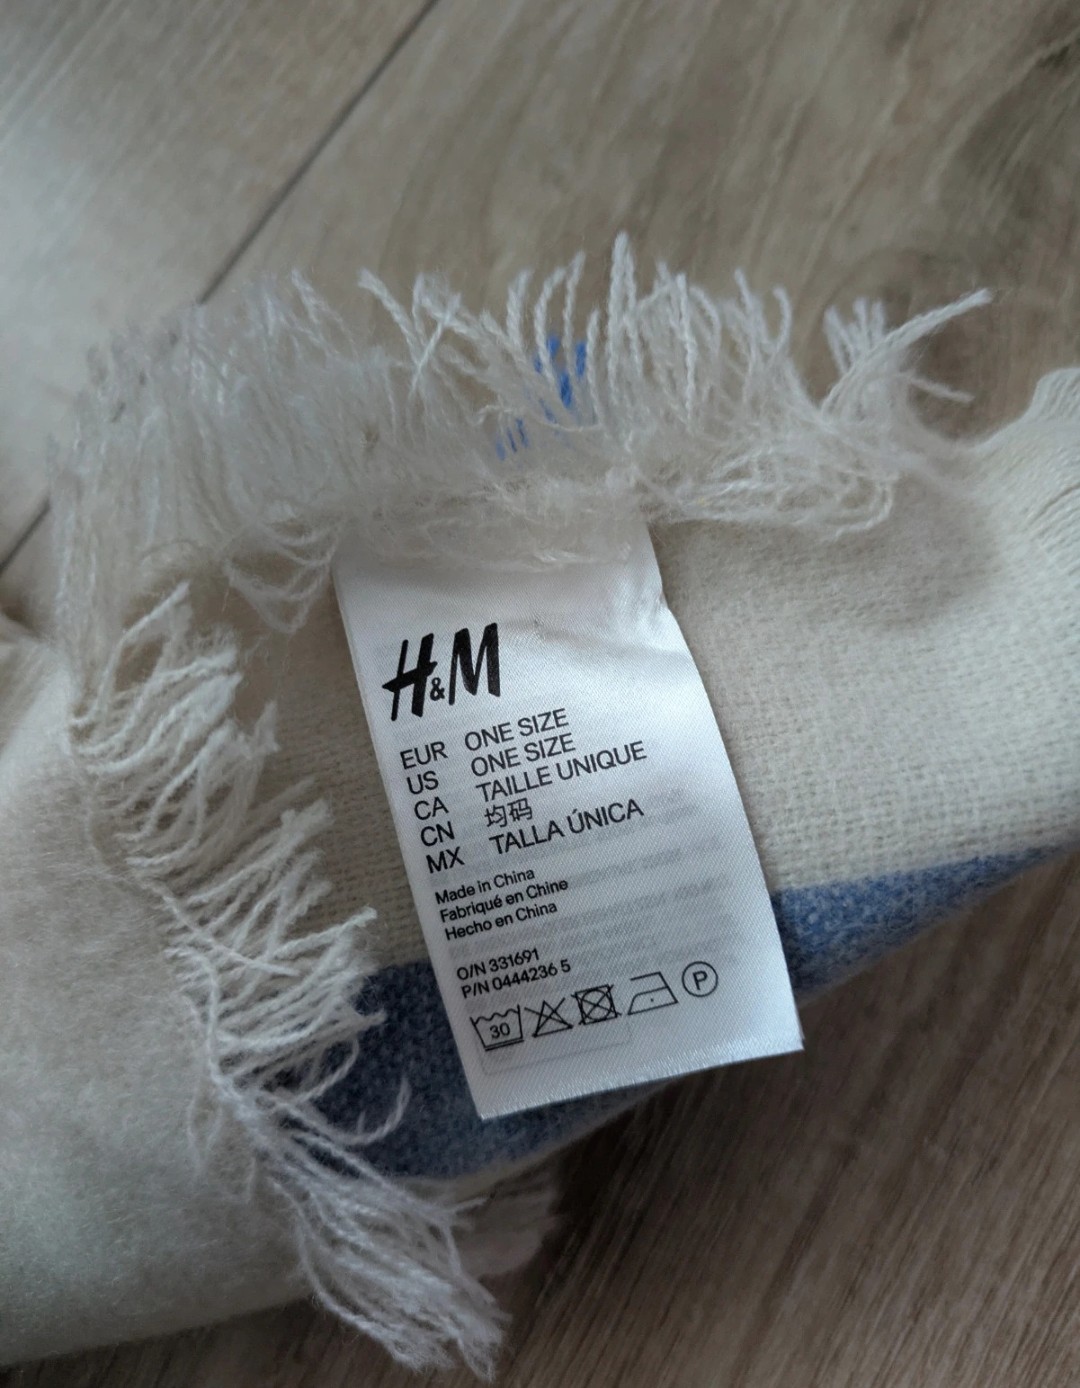 H&M
EUR ONE SIZE
US ONE SIZE
CA TAILLE UNIQUE
CN 均码
MX TALLA ÚNICA
Made in China
Fabriqué en Chine
Hecho en China
O/N 331691
P/N 0444236 5
30 P